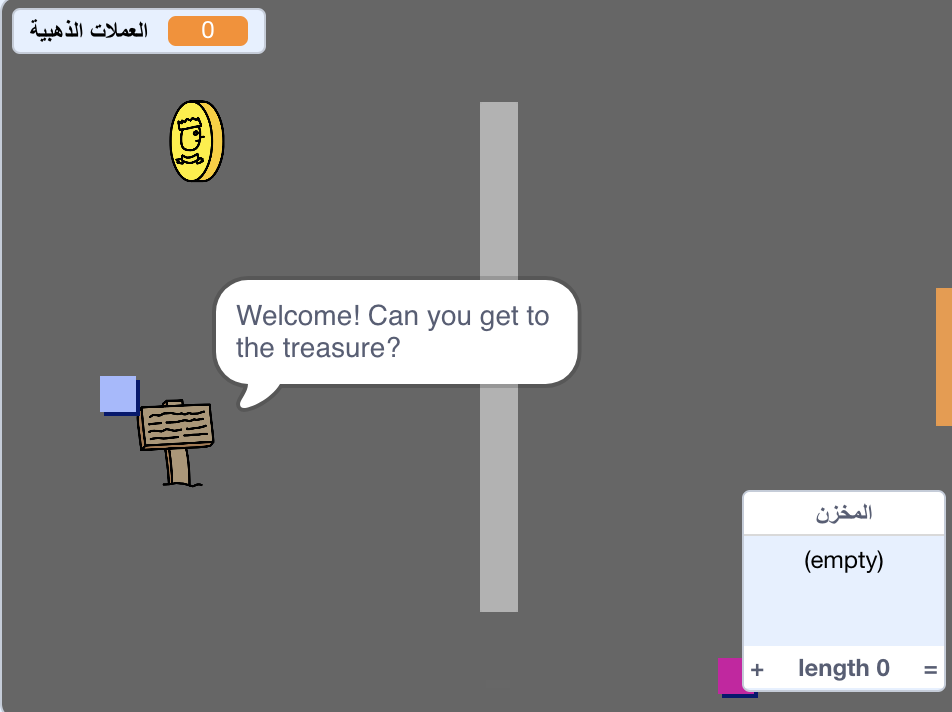 العملات الذهبية 0
Welcome! Can you get to
the treasure?
المخزن
(empty)
+ length 0 =